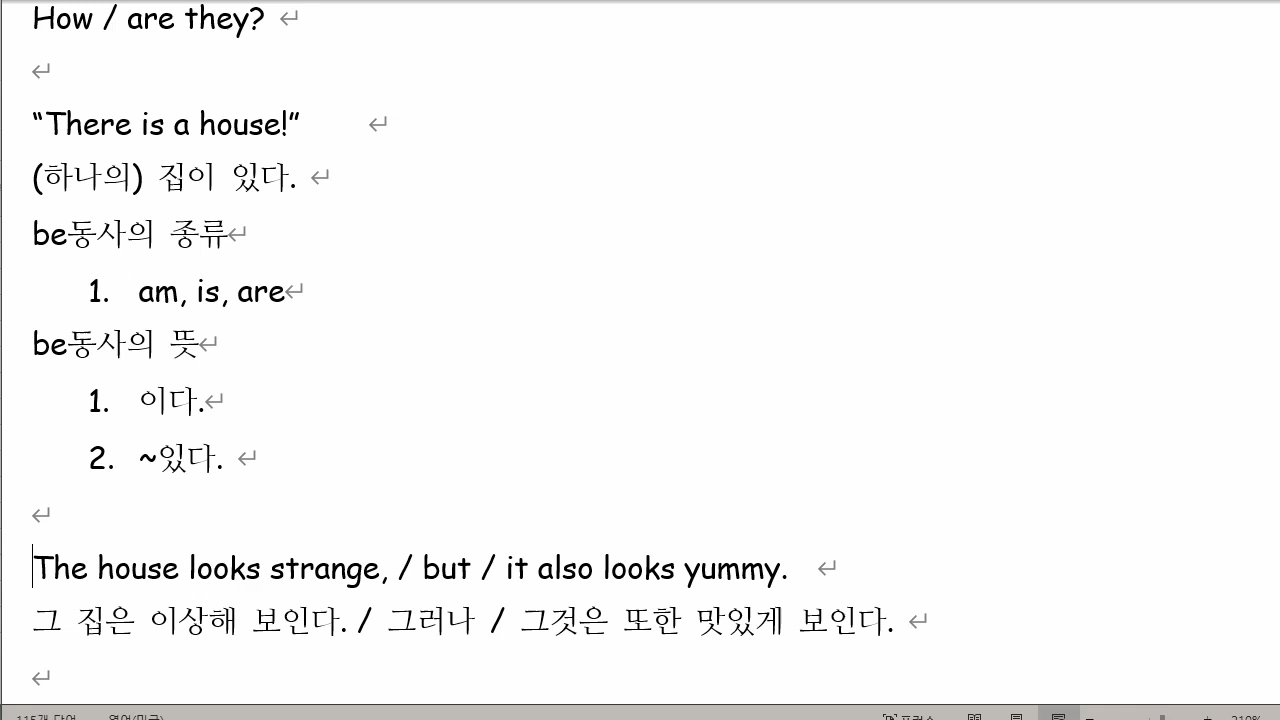 How / are they?
“There is a house!”
(하나의) 집이 있다.
be동사의 종류
1. am, is, are
be동사의 뜻
1. 이다.
2. ~있다.
The house looks strange, / but / it also looks yummy.
그 집은 이상해 보인다. / 그러나 / 그것은 또한 맛있게 보인다.